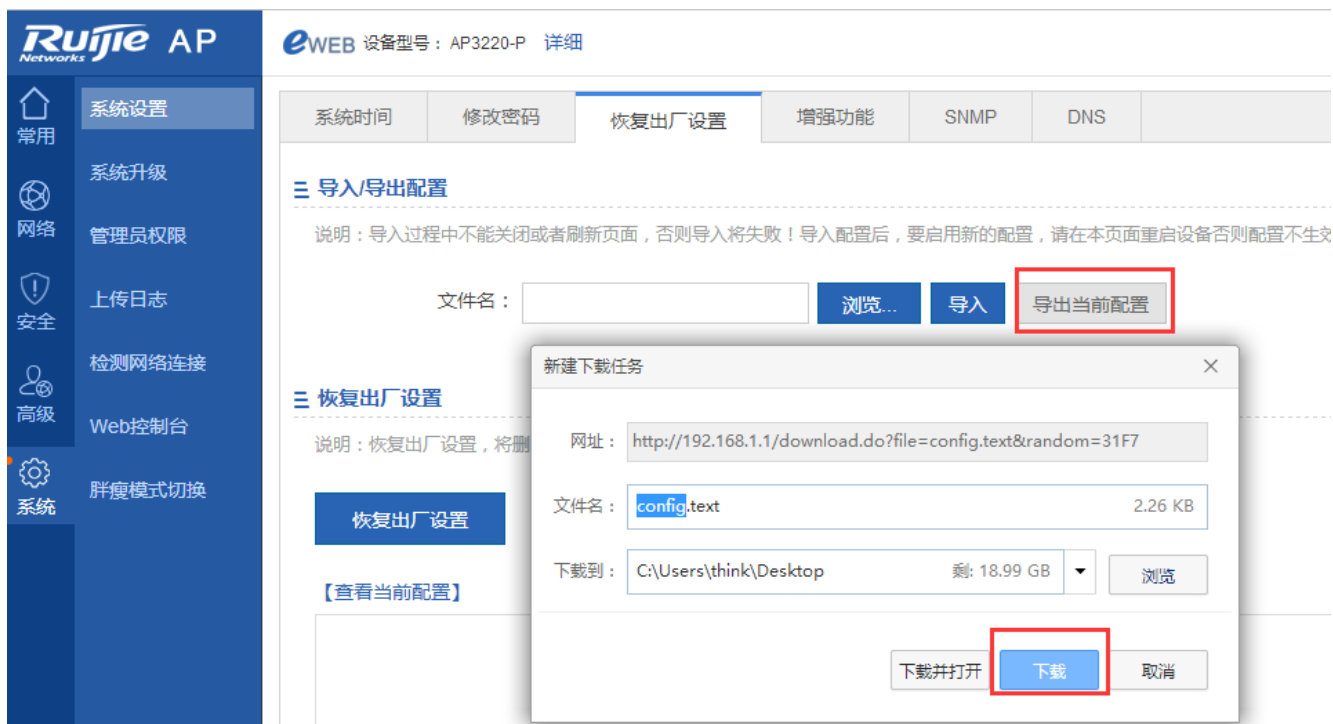 Ruijie AP
Networks
eWEB 设备型号：AP3220-P 详细
常用
网络
安全
高级
系统
系统设置
系统升级
管理员权限
上传日志
检测网络连接
Web控制台
胖瘦模式切换
系统时间 修改密码 恢复出厂设置 增强功能 SNMP DNS
导入/导出配置
说明：导入过程中不能关闭或者刷新页面，否则导入将失败！导入配置后，要启用新的配置，请在本页面重启设备否则配置不生效
文件名： 浏览... 导入 导出当前配置
恢复出厂设置
说明：恢复出厂设置，将删
恢复出厂设置
【查看当前配置】
新建下载任务
网址： http://192.168.1.1/download.do?file=config.text&random=31F7
文件名： config.text 2.26 KB
下载到： C:\Users\think\Desktop 剩: 18.99 GB 浏览
下载并打开 下载 取消